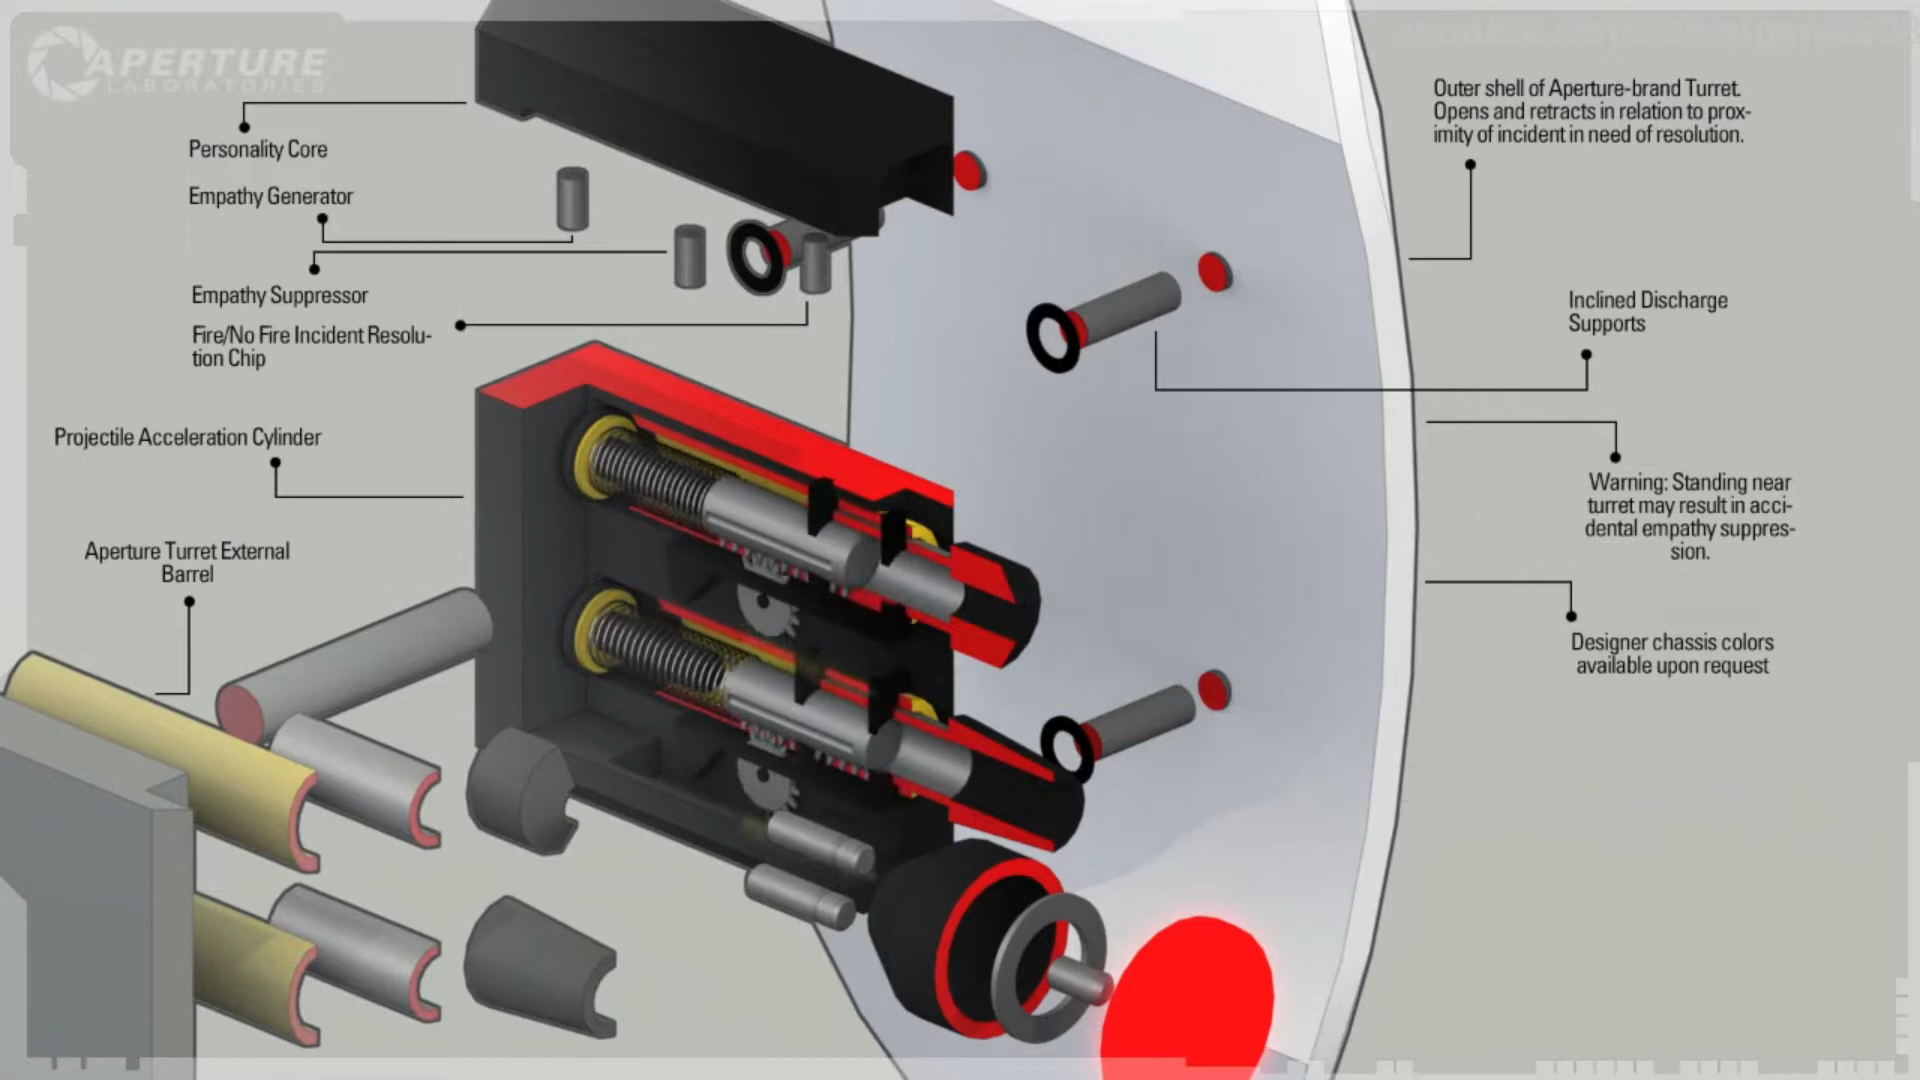 APERTURE
LABORATORIES
Personality Core
Empathy Generator
Empathy Suppressor
Fire/No Fire Incident Resolu-
tion Chip
Projectile Acceleration Cylinder
Aperture Turret External
Barrel
Outer shell of Aperture-brand Turret.
Opens and retracts in relation to prox-
imity of incident in need of resolution.
Inclined Discharge
Supports
Warning: Standing near
turret may result in acci-
dental empathy suppres-
sion.
Designer chassis colors
available upon request